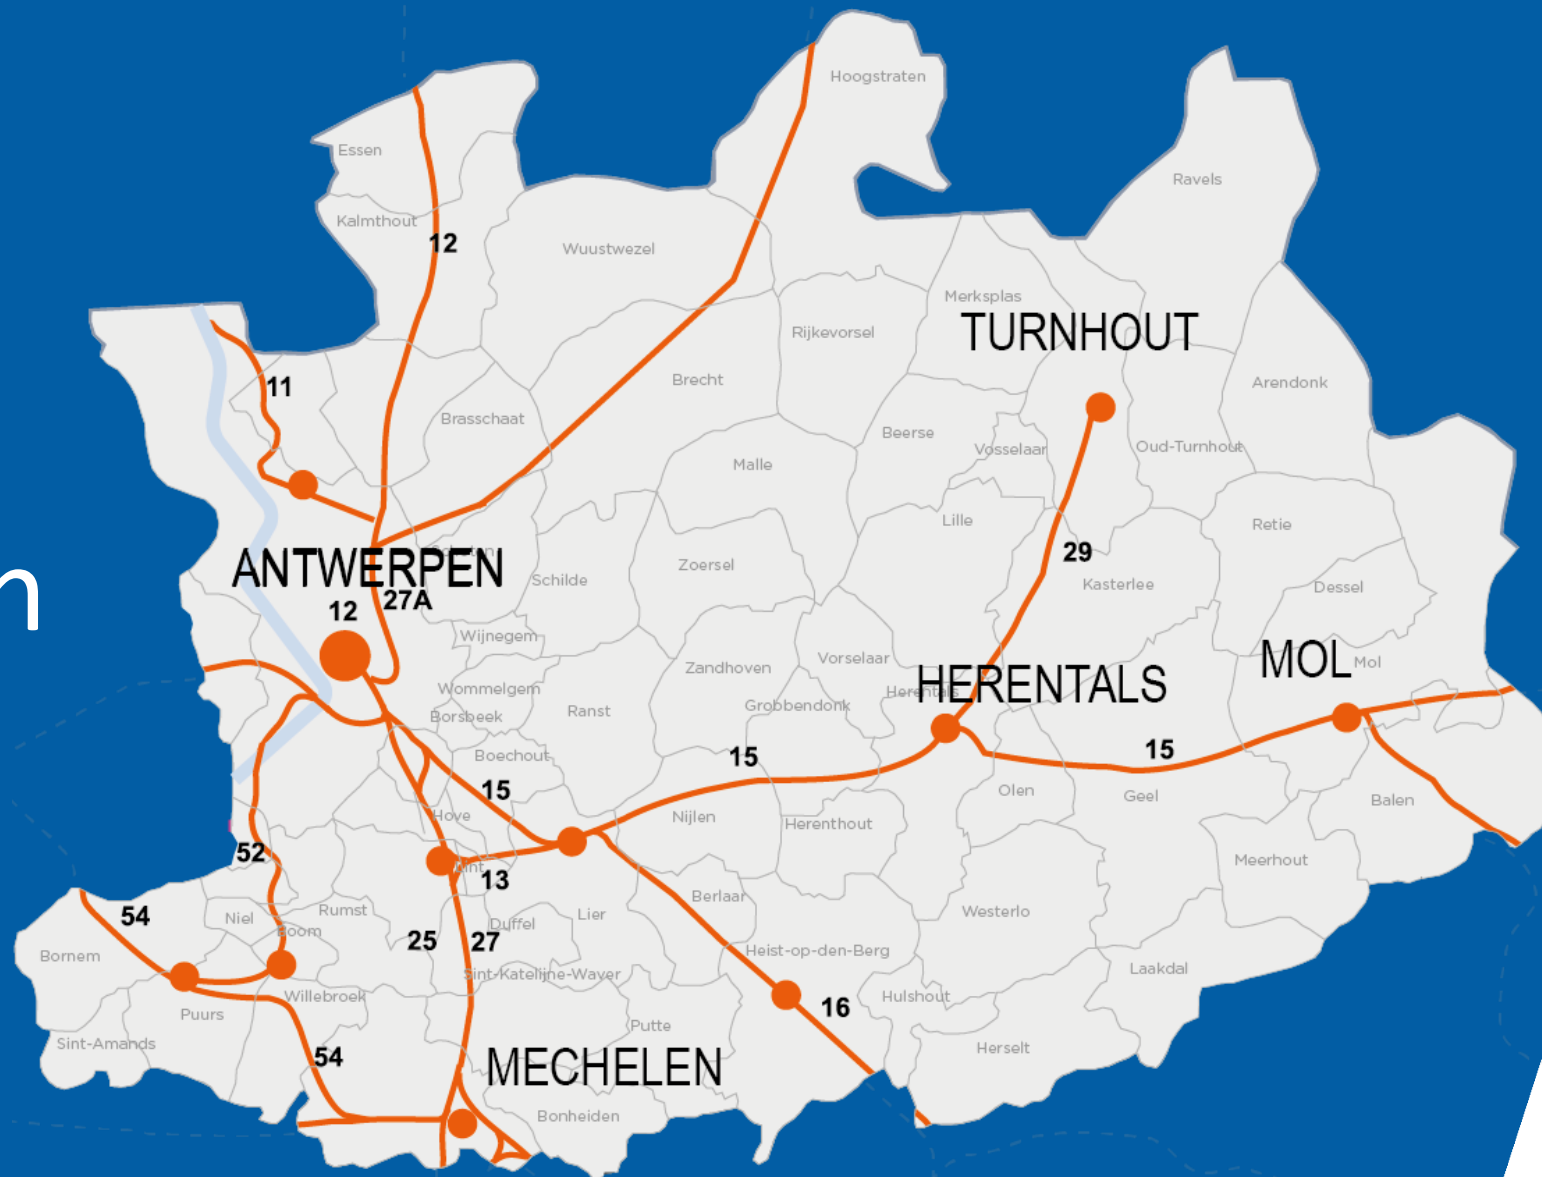 Hoogstraten
Essen
Ravels
Kalmthout
12
Wuustwezel
Merksplas
TURNHOUT
Rijkevorsel
11
Brecht
Arendonk
Brasschaat
Beerse
Vosselaar
Oud-Turnhout
Malle
Lille
Retie
29
ANTWERPEN
Schilde
Zoersel
Kasterlee
Dessel
n
12
27A
Wijnegem
Vorselaar
Zandhoven
MOL
Mol
HERENTALS
Herentals
Wommelgem
Borsbeek
Ranst
Grobbendonk
Boechout
15
15
15
Olen
Geel
Balen
Hove
Nijlen
Herenthout
52
Lint
13
Meerhout
Berlaar
54
Niel
Rumst
Boom
Duffel
Lier
Westerlo
25
27
Bornem
Heist-op-den-Berg
Sint-Katelijne-Waver
Laakdal
Willebroek
Hulshout
16
Puurs
Putte
Sint-Amands
54
MECHELEN
Herselt
Bonheiden